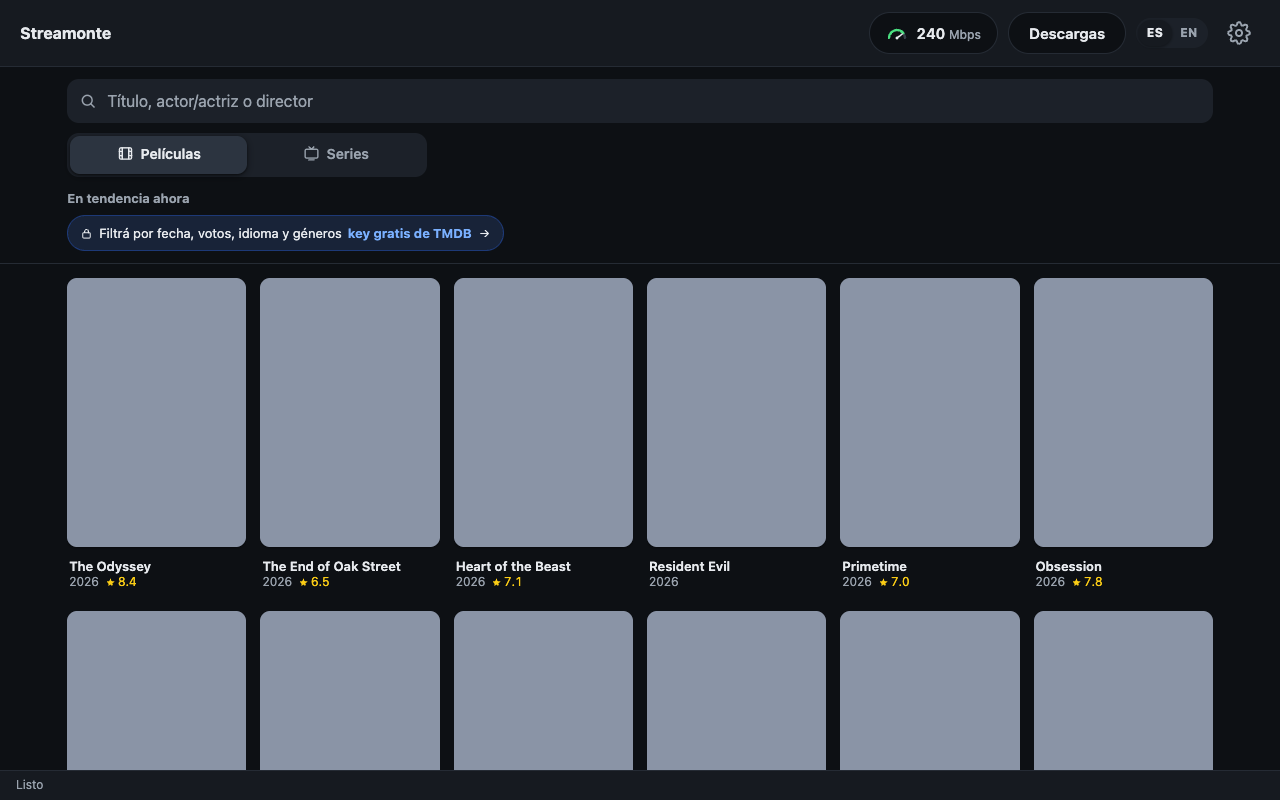 Streamonte
240 Mbps
Descargas
ES EN
Título, actor/actriz o director
Películas
Series
En tendencia ahora
Filtrá por fecha, votos, idioma y géneros key gratis de TMDB →
The Odyssey
2026 ★ 8.4
The End of Oak Street
2026 ★ 6.5
Heart of the Beast
2026 ★ 7.1
Resident Evil
2026
Primetime
2026 ★ 7.0
Obsession
2026 ★ 7.8
Listo